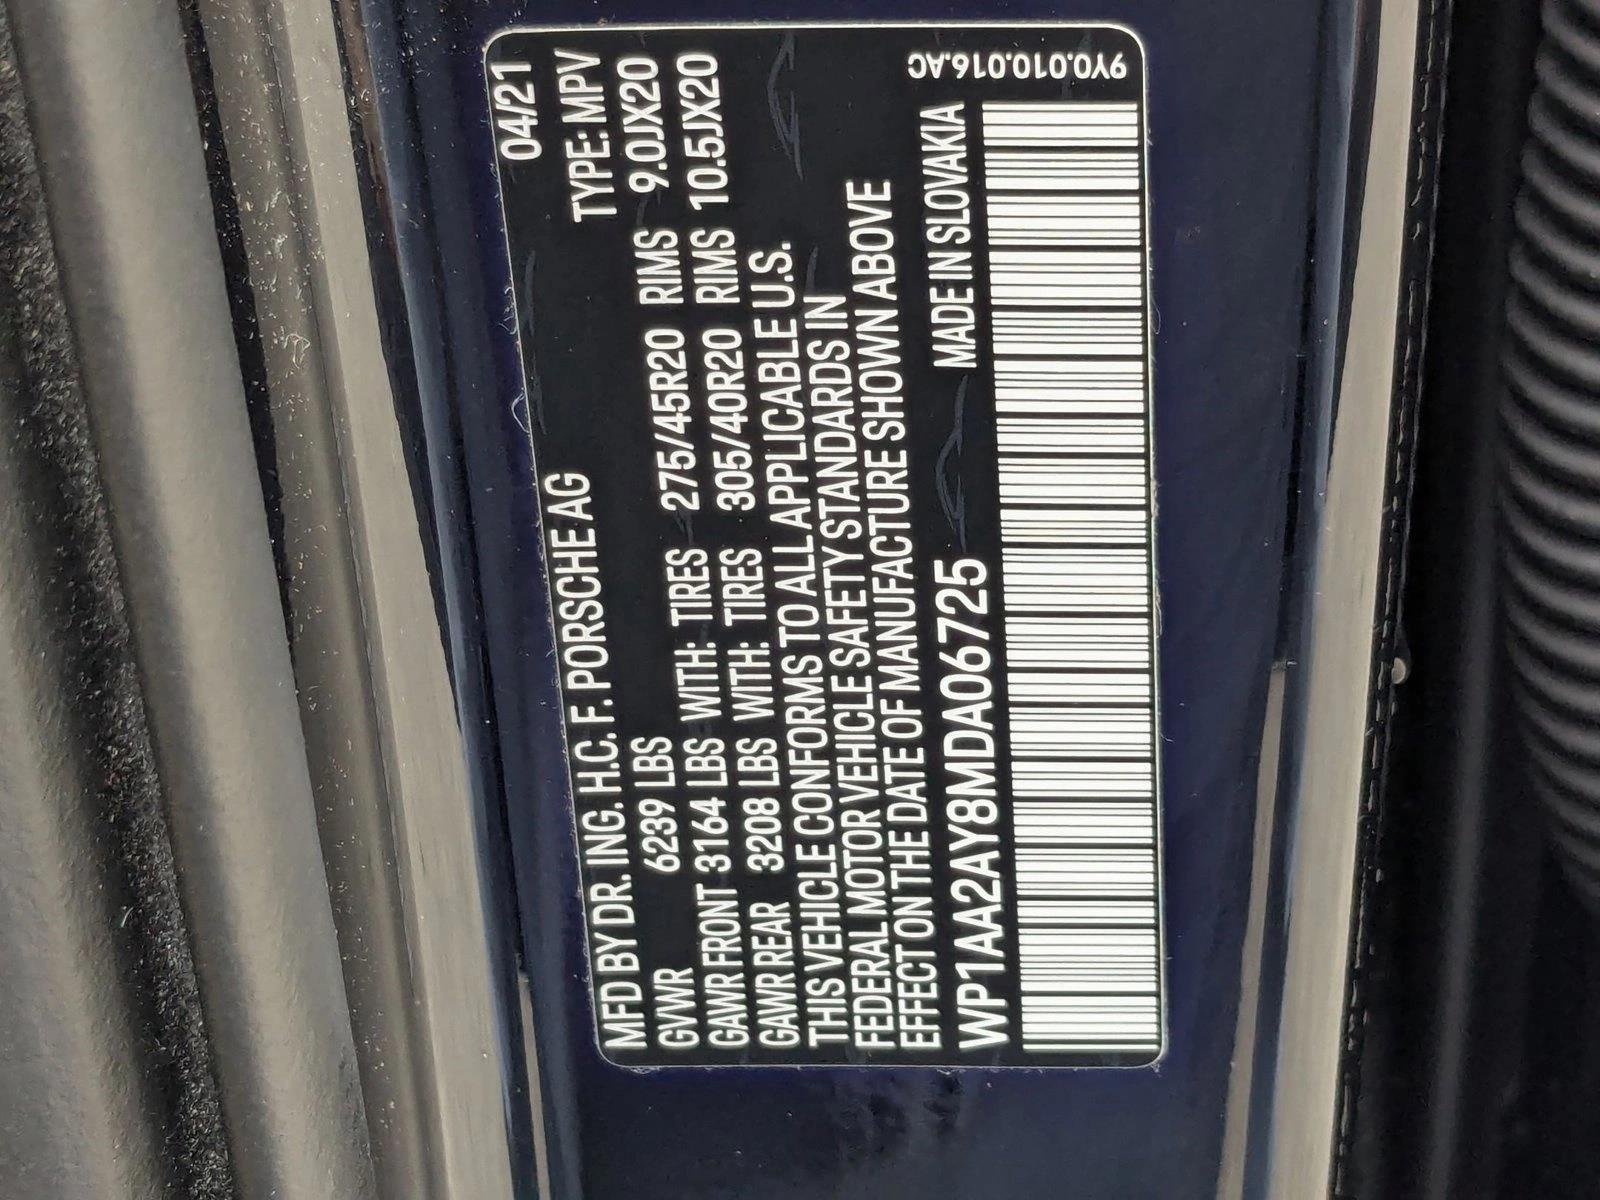 04/21
MFD BY DR. ING. H.C. F. PORSCHE AG TYPE: MPV
GVWR 6239 LBS WITH: TIRES 275/45R20 RIMS 9.0JX20
GAWR FRONT 3164 LBS WITH: TIRES 305/40R20 RIMS 10.5JX20
GAWR REAR 3208 LBS
THIS VEHICLE CONFORMS TO ALL APPLICABLE U.S.
FEDERAL MOTOR VEHICLE SAFETY STANDARDS IN
EFFECT ON THE DATE OF MANUFACTURE SHOWN ABOVE
WP1AA2AY8MDA06725 MADE IN SLOVAKIA
9Y0.010.016.AC